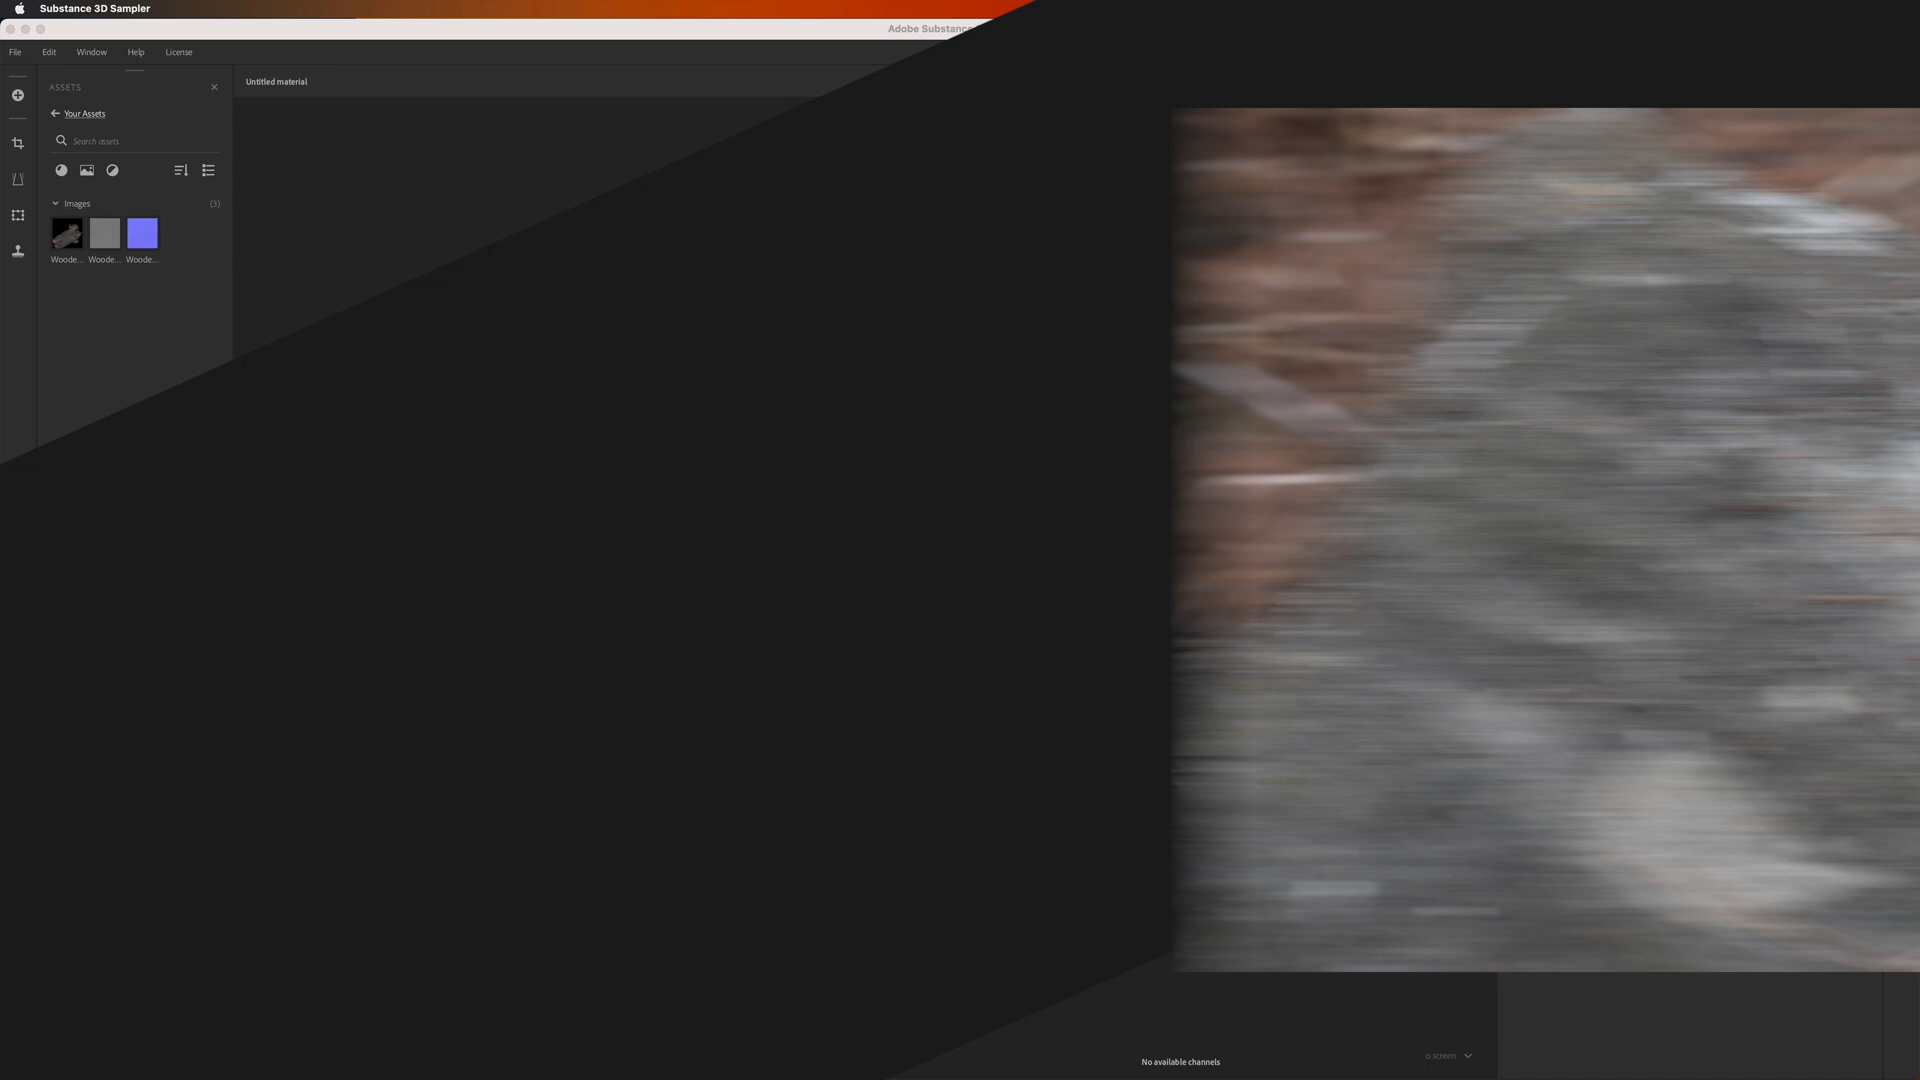 Substance 3D Sampler
Adobe Substance
File Edit Window Help License
ASSETS
Untitled material
Your Assets
Search assets
Images (3)
Woode... Woode... Woode...
o screen
No available channels